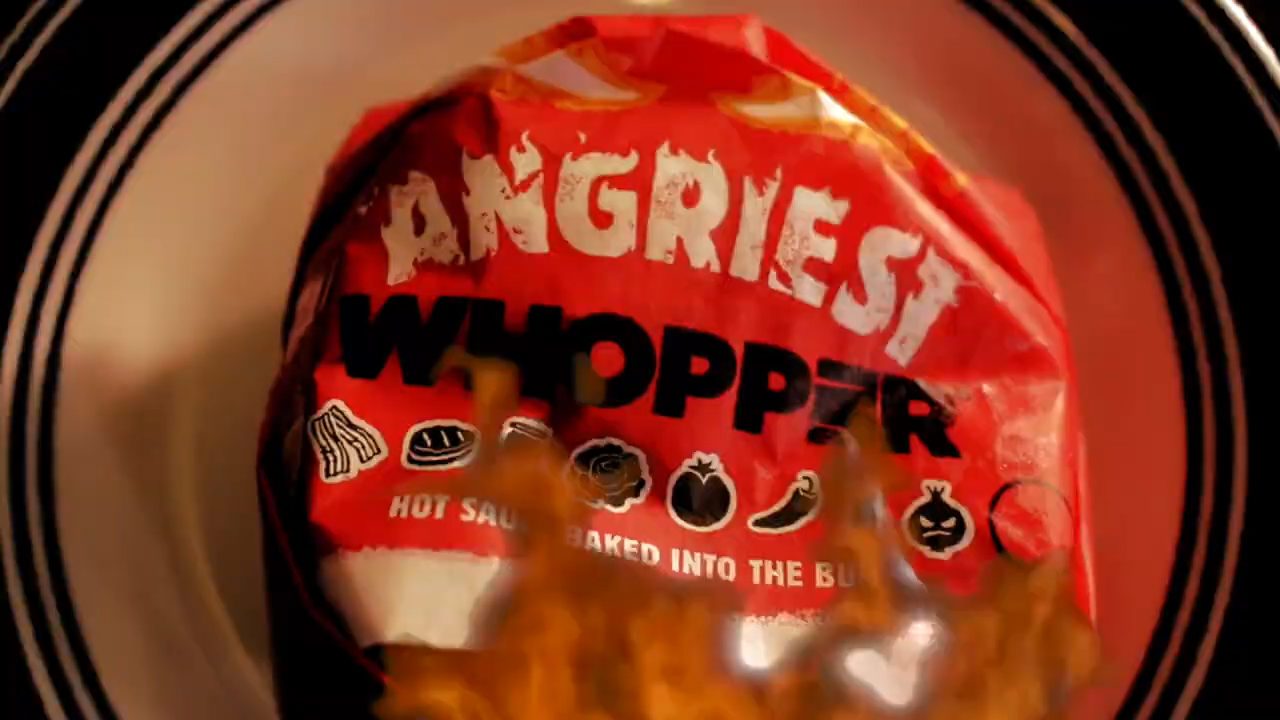 ANGRIEST
WHOPPER
HOT SAU BAKED INTO THE BU